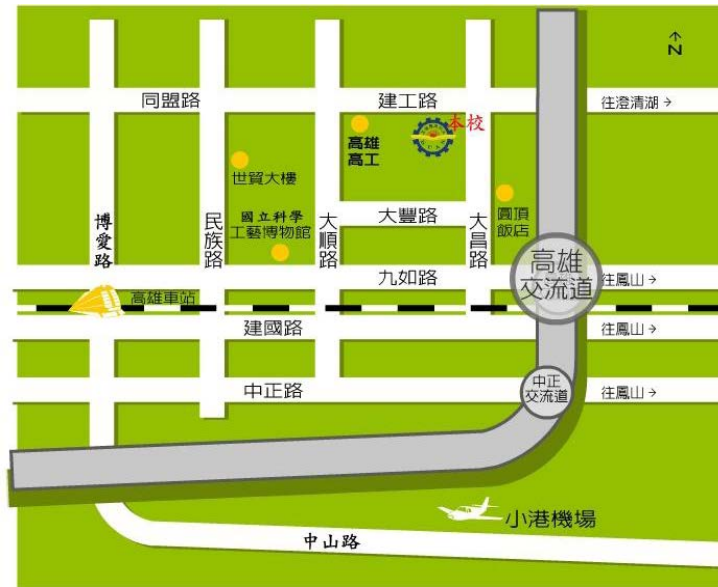 N
同盟路
建工路
往澄清湖→
本校
高雄
高工
世貿大樓
國立科學
工藝博物館
博愛路
民族路
大順路
大豐路
大昌路
圓頂
飯店
高雄
交流道
九如路
往鳳山→
高雄車站
建國路
往鳳山→
中正路
中正
交流道
往鳳山→
小港機場
中山路